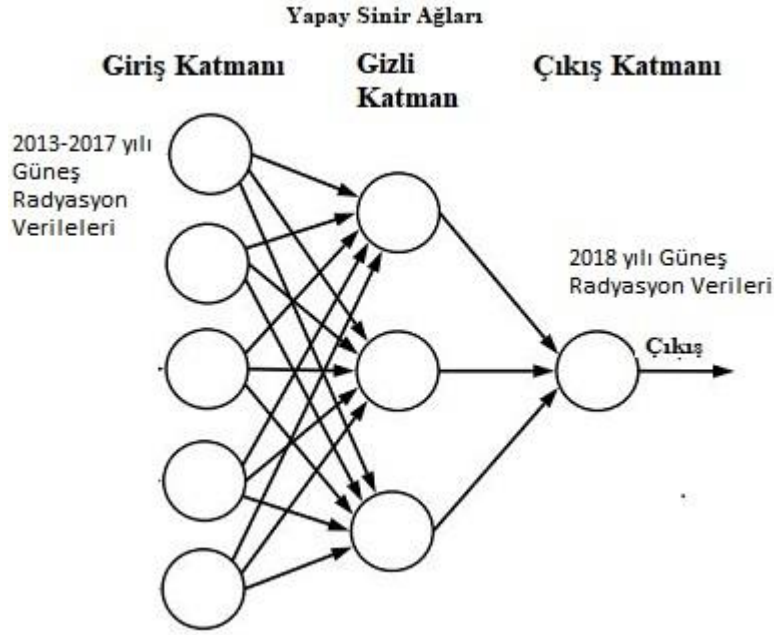 Yapay Sinir Ağları
Giriş Katmanı
Gizli
Katman
Çıkış Katmanı
2013-2017 yılı
Güneş
Radyasyon
Verileleri
2018 yılı Güneş
Radyasyon Verileri
Çıkış